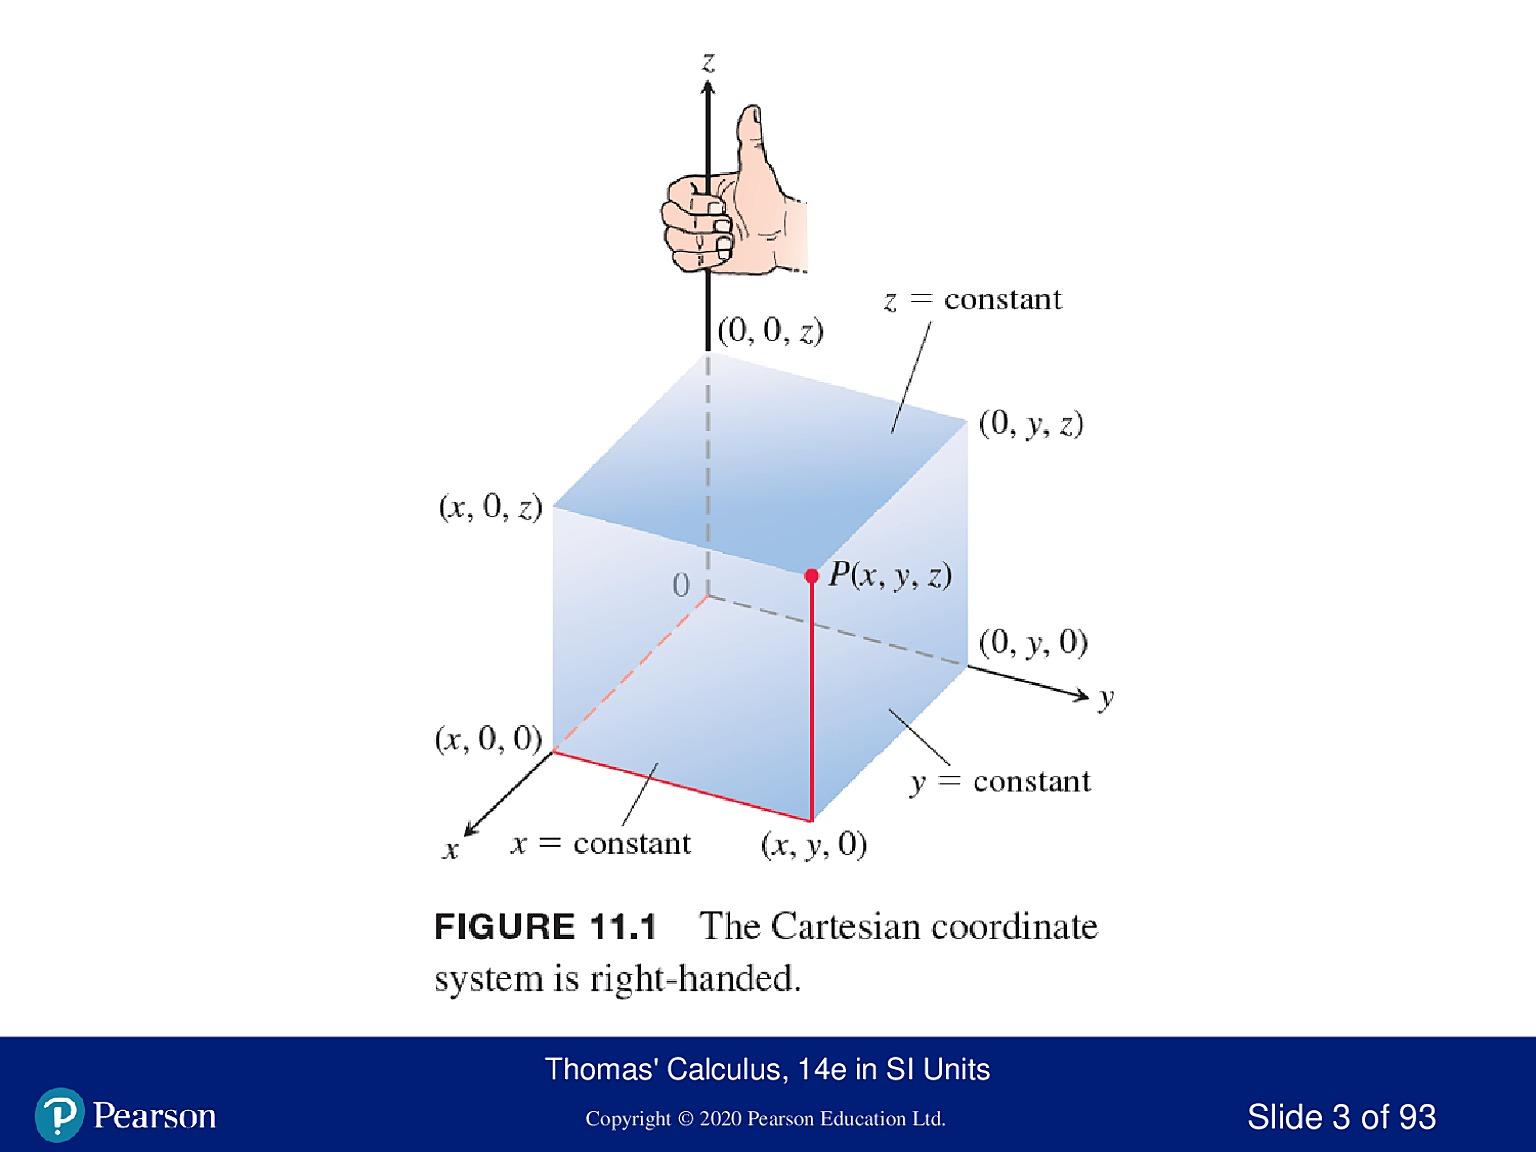 z
z = constant
(0, 0, z)
(0, y, z)
(x, 0, z)
0
P(x, y, z)
(0, y, 0)
y
(x, 0, 0)
y = constant
x
x = constant
(x, y, 0)
FIGURE 11.1 The Cartesian coordinate
system is right-handed.
Thomas' Calculus, 14e in SI Units
Pearson
Copyright © 2020 Pearson Education Ltd.
Slide 3 of 93